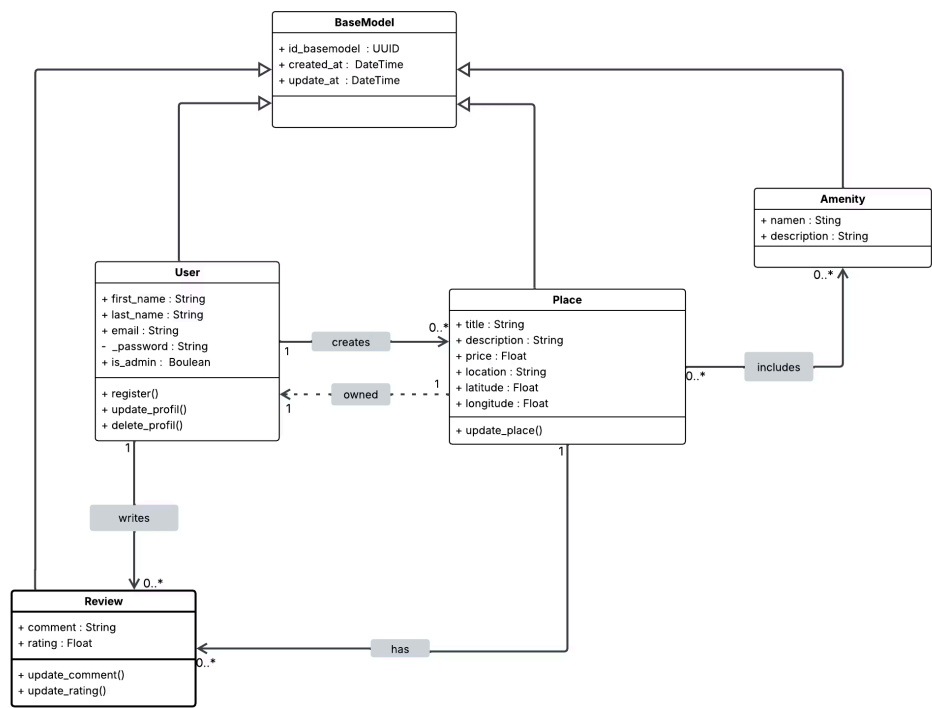 BaseModel
+ id_basemodel : UUID
+ created_at : DateTime
+ update_at : DateTime
Amenity
+ namen : Sting
+ description : String
0..*
User
+ first_name : String
+ last_name : String
+ email : String
- _password : String
+ is_admin : Boulean
+ register()
+ update_profil()
+ delete_profil()
1
creates
0..*
1
owned
1
Place
+ title : String
+ description : String
+ price : Float
+ location : String
+ latitude : Float
+ longitude : Float
+ update_place()
0..*
includes
1
writes
0..*
1
has
0..*
Review
+ comment : String
+ rating : Float
+ update_comment()
+ update_rating()